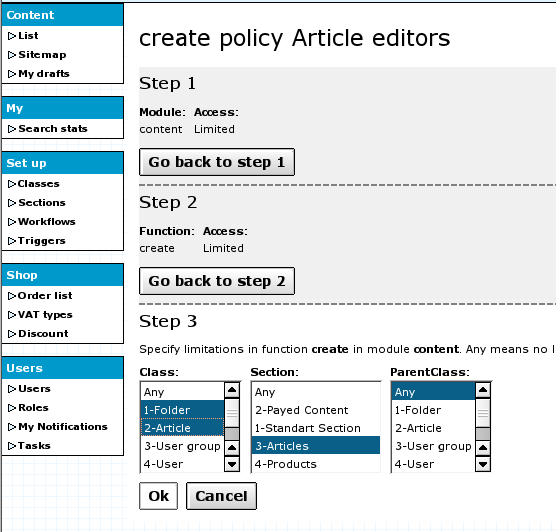 Content
List
Sitemap
My drafts
My
Search stats
Set up
Classes
Sections
Workflows
Triggers
Shop
Order list
VAT types
Discount
Users
Users
Roles
My Notifications
Tasks
create policy Article editors
Step 1
Module: Access:
content Limited
Go back to step 1
Step 2
Function: Access:
create Limited
Go back to step 2
Step 3
Specify limitations in function create in module content. Any means no l
Class: Section: ParentClass:
Any Any Any
1-Folder 2-Payed Content 1-Folder
2-Article 1-Standart Section 2-Article
3-User group 3-Articles 3-User group
4-User 4-Products 4-User
Ok Cancel